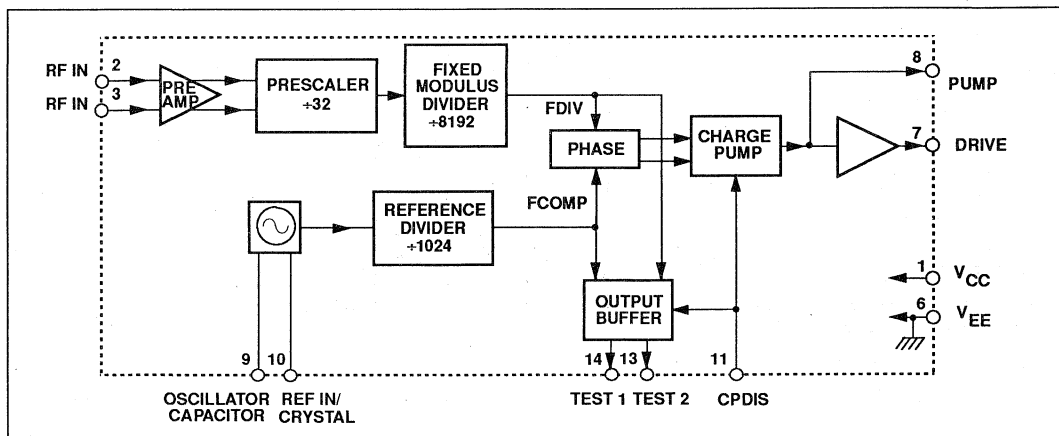 RF IN
2
RF IN
3
PRE
AMP
PRESCALER
÷32
FIXED
MODULUS
DIVIDER
÷8192
FDIV
PHASE
CHARGE
PUMP
8
PUMP
7
DRIVE
REFERENCE
DIVIDER
÷1024
FCOMP
OUTPUT
BUFFER
1
VCC
6
VEE
9
10
14
13
11
OSCILLATOR
CAPACITOR
REF IN/
CRYSTAL
TEST 1
TEST 2
CPDIS